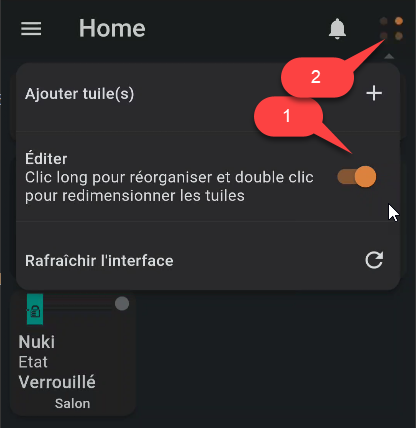 Home
2
Ajouter tuile(s)
1
Éditer
Clic long pour réorganiser et double clic
pour redimensionner les tuiles
Rafraîchir l'interface
Nuki
Etat
Verrouillé
Salon